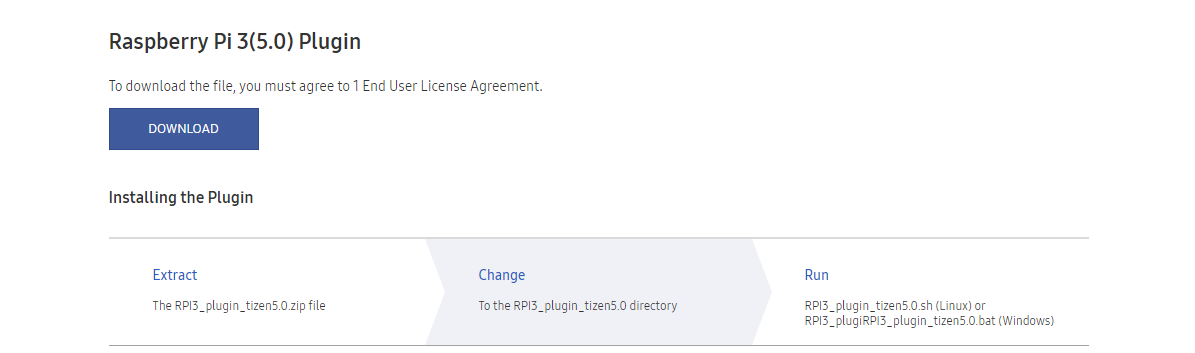 Raspberry Pi 3(5.0) Plugin
To download the file, you must agree to 1 End User License Agreement.
DOWNLOAD
Installing the Plugin
Extract
The RPI3_plugin_tizen5.0.zip file
Change
To the RPI3_plugin_tizen5.0 directory
Run
RPI3_plugin_tizen5.0.sh (Linux) or
RPI3_plugiRPI3_plugin_tizen5.0.bat (Windows)